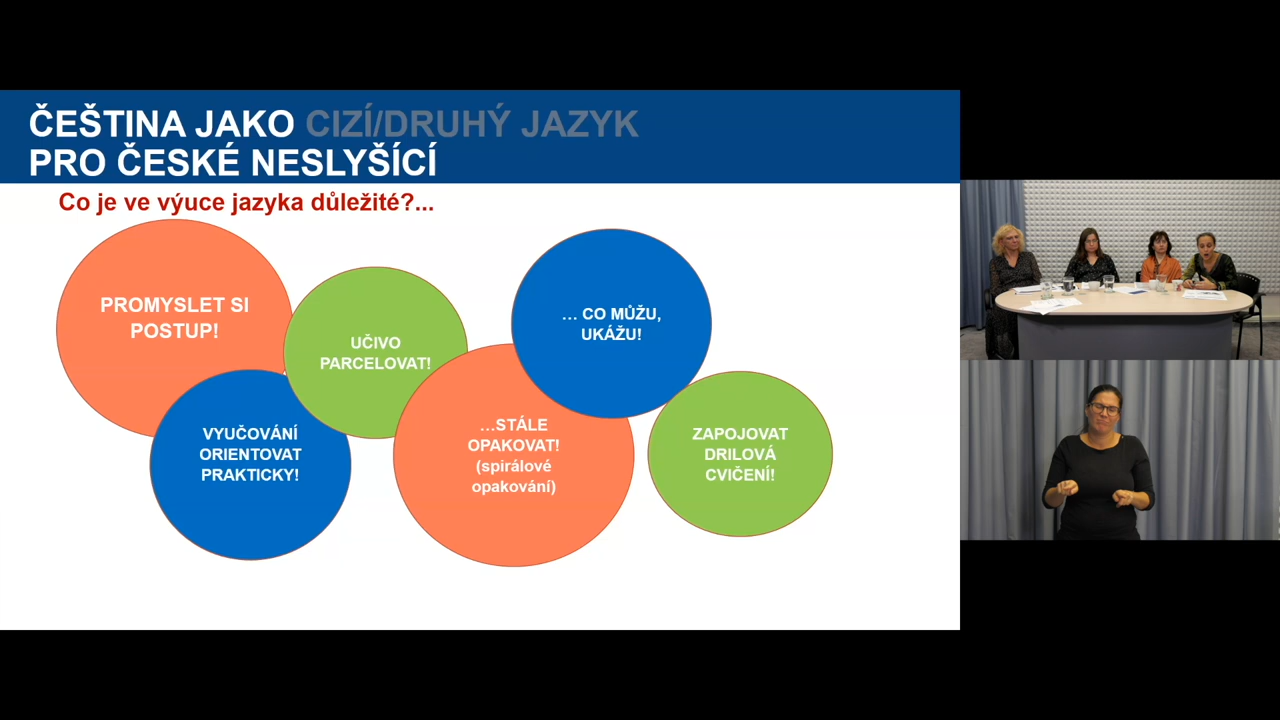 ČEŠTINA JAKO CIZÍ/DRUHÝ JAZYK
PRO ČESKÉ NESLYŠÍCÍ
Co je ve výuce jazyka důležité?...
PROMYSLET SI
POSTUP!
VYUČOVÁNÍ
ORIENTOVAT
PRAKTICKY!
UČIVO
PARCELOVAT!
…STÁLE
OPAKOVAT!
(spirálové
opakování)
… CO MŮŽU,
UKÁŽU!
ZAPOJOVAT
DRILOVÁ
CVIČENÍ!